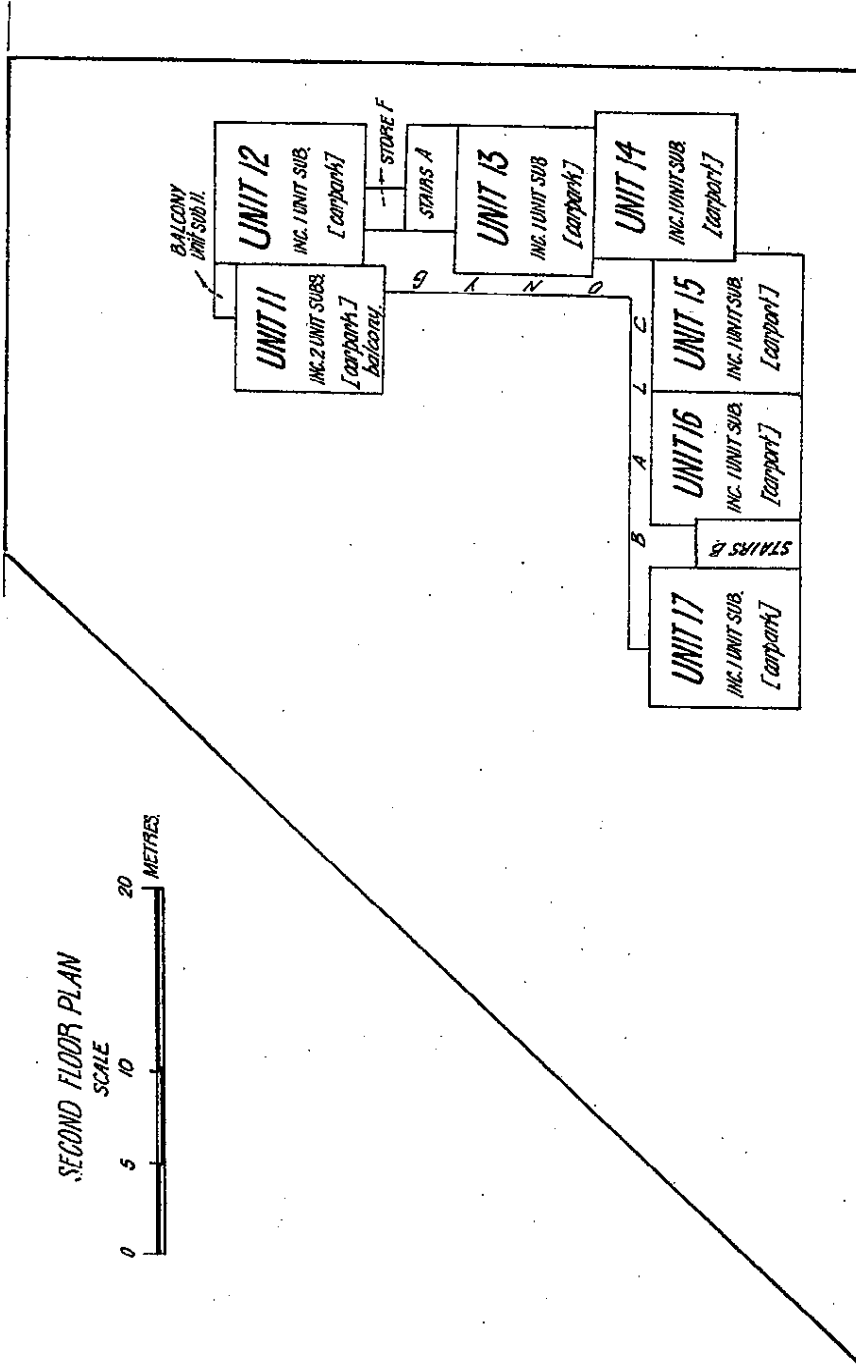 SECOND FLOOR PLAN
SCALE
0 5 10 20 METRES.
BALCONY
Unit sub 11.
UNIT 11
INC. 2 UNIT SUBS.
[carpark]
balcony.
UNIT 12
INC. 1 UNIT SUB.
[carpark]
STORE F
STAIRS A
UNIT 13
INC. 1 UNIT SUB
[carpark]
UNIT 14
INC. 1 UNIT SUB.
[carport]
BALCONY G
UNIT 15
INC. 1 UNIT SUB.
[carport]
UNIT 16
INC. 1 UNIT SUB.
[carport]
STAIRS B
UNIT 17
INC. 1 UNIT SUB.
[carpark]